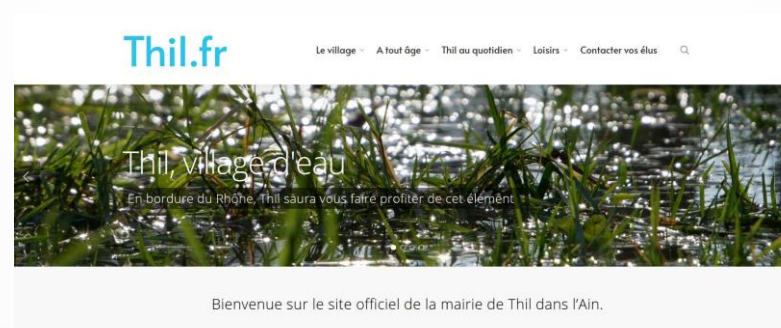 Thil.fr
Le village A tout âge Thil au quotidien Loisirs Contacter vos élus
Thil, village d'eau
En bordure du Rhône, Thil saura vous faire profiter de cet élément
Bienvenue sur le site officiel de la mairie de Thil dans l'Ain.